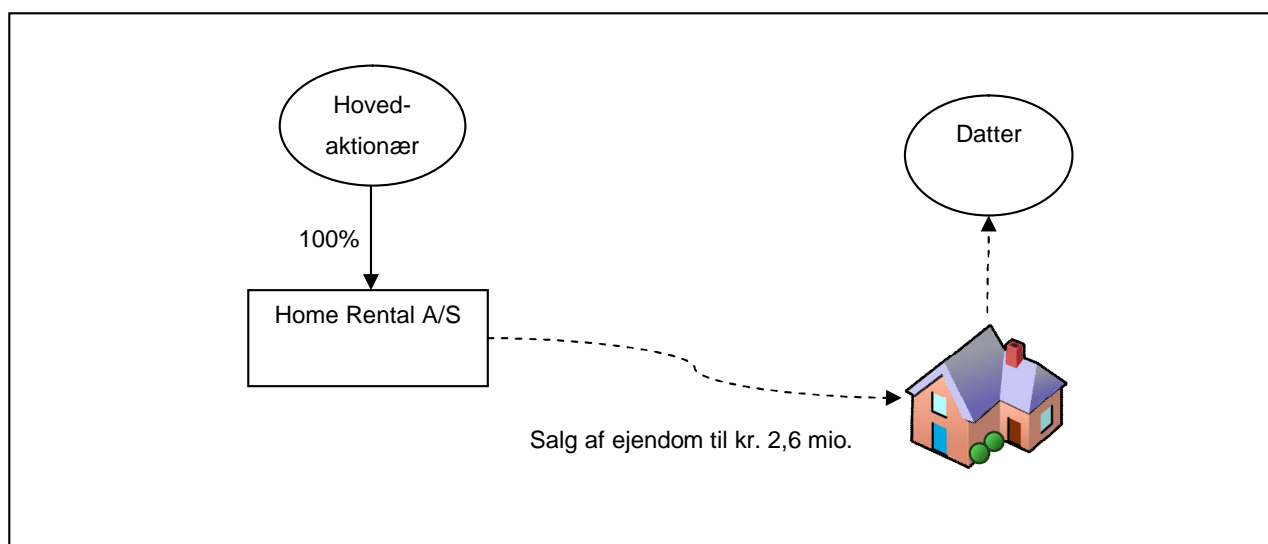 Hoved-
aktionær
Datter
100%
Home Rental A/S
Salg af ejendom til kr. 2,6 mio.